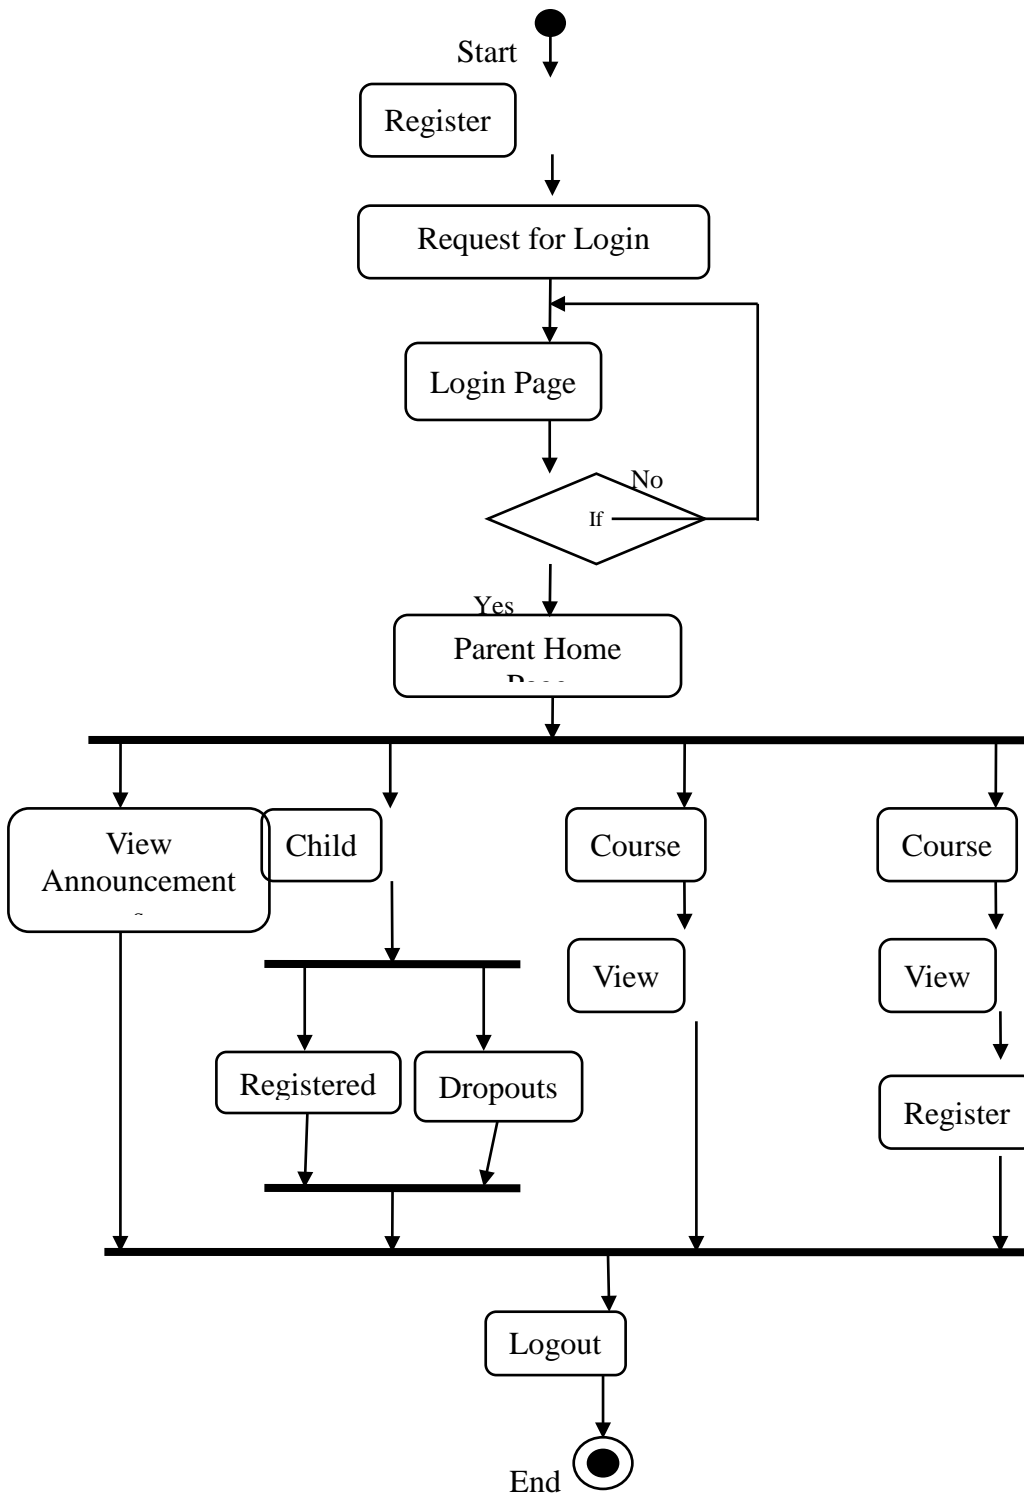 Start
Register
Request for Login
Login Page
No
If
Yes
Parent Home
View
Announcement
Child
Course
Course
View
View
Registered
Dropouts
Register
Logout
End